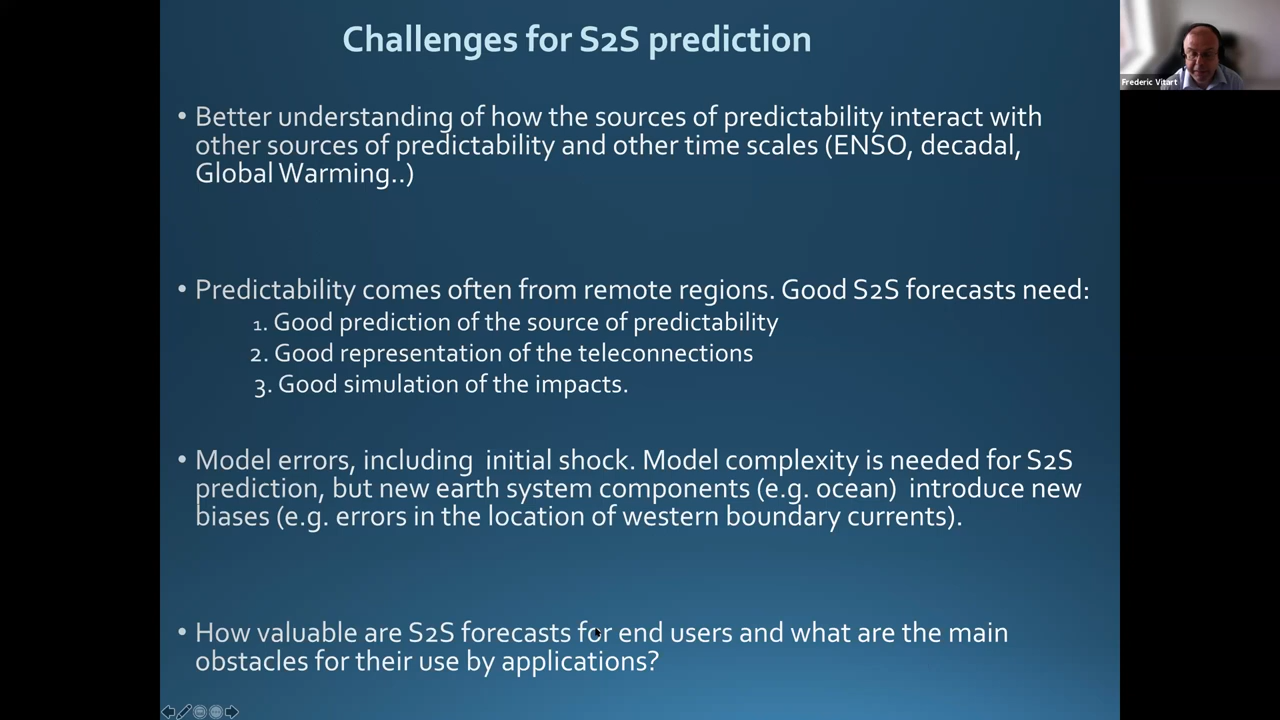 Challenges for S2S prediction
Frederic Vitart
• Better understanding of how the sources of predictability interact with
other sources of predictability and other time scales (ENSO, decadal,
Global Warming..)
• Predictability comes often from remote regions. Good S2S forecasts need:
1. Good prediction of the source of predictability
2. Good representation of the teleconnections
3. Good simulation of the impacts.
• Model errors, including  initial shock. Model complexity is needed for S2S
prediction, but new earth system components (e.g. ocean)  introduce new
biases (e.g. errors in the location of western boundary currents).
• How valuable are S2S forecasts for end users and what are the main
obstacles for their use by applications?